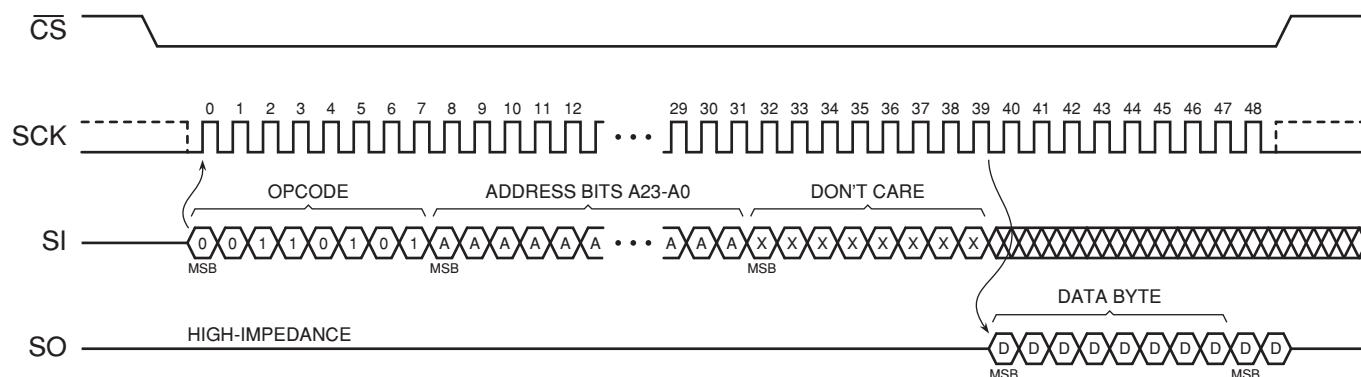 CS
0 1 2 3 4 5 6 7 8 9 10 11 12 29 30 31 32 33 34 35 36 37 38 39 40 41 42 43 44 45 46 47 48
SCK
OPCODE ADDRESS BITS A23-A0 DON'T CARE
SI 0 0 1 1 0 1 0 1 A A A A A A A A A X X X X X X X X
MSB MSB MSB
DATA BYTE
HIGH-IMPEDANCE
SO D D D D D D D D D D
MSB MSB